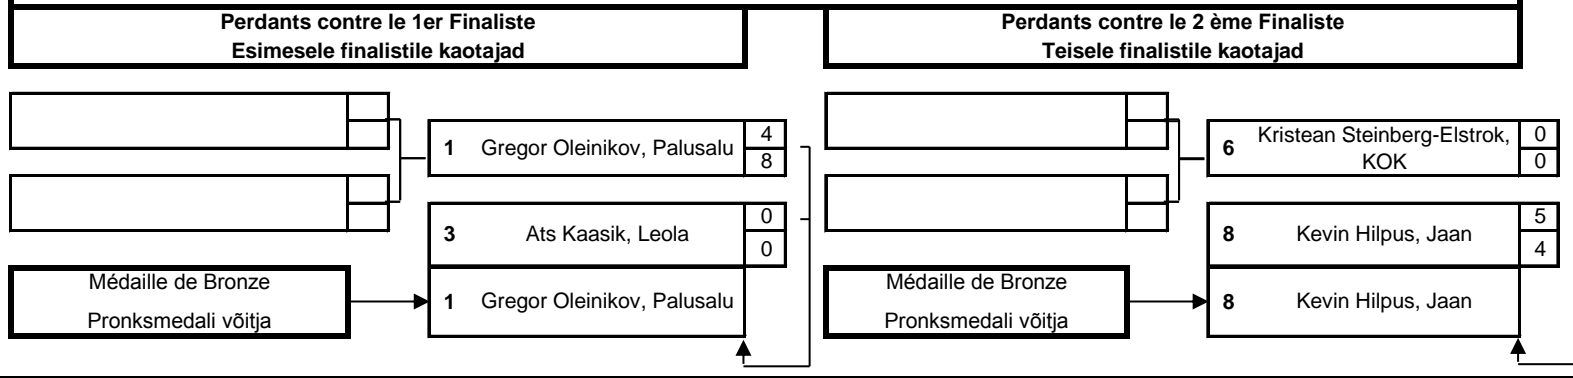 Perdants contre le 1er Finaliste
Esimesele finalistile kaotajad
1 Gregor Oleinikov, Palusalu 4
8
3 Ats Kaasik, Leola 0
0
Médaille de Bronze
Pronksmedali võitja
1 Gregor Oleinikov, Palusalu
Perdants contre le 2 ème Finaliste
Teisele finalistile kaotajad
6 Kristean Steinberg-Elstrok, 0
KOK 0
8 Kevin Hilpus, Jaan 5
4
Médaille de Bronze
Pronksmedali võitja
8 Kevin Hilpus, Jaan